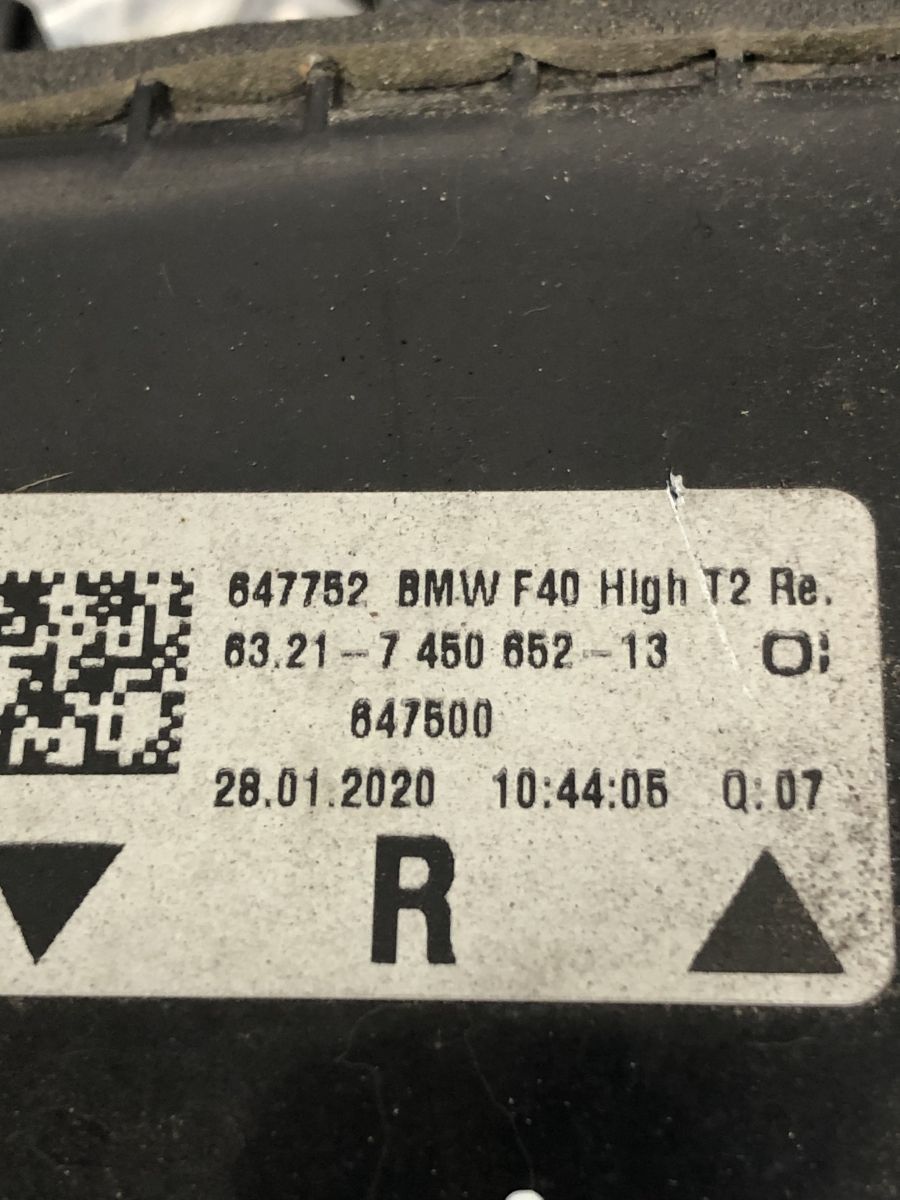 647752 BMW F40 High T2 Re.
63.21-7 450 652-13
647500
28.01.2020 10:44:05 Q:07
R